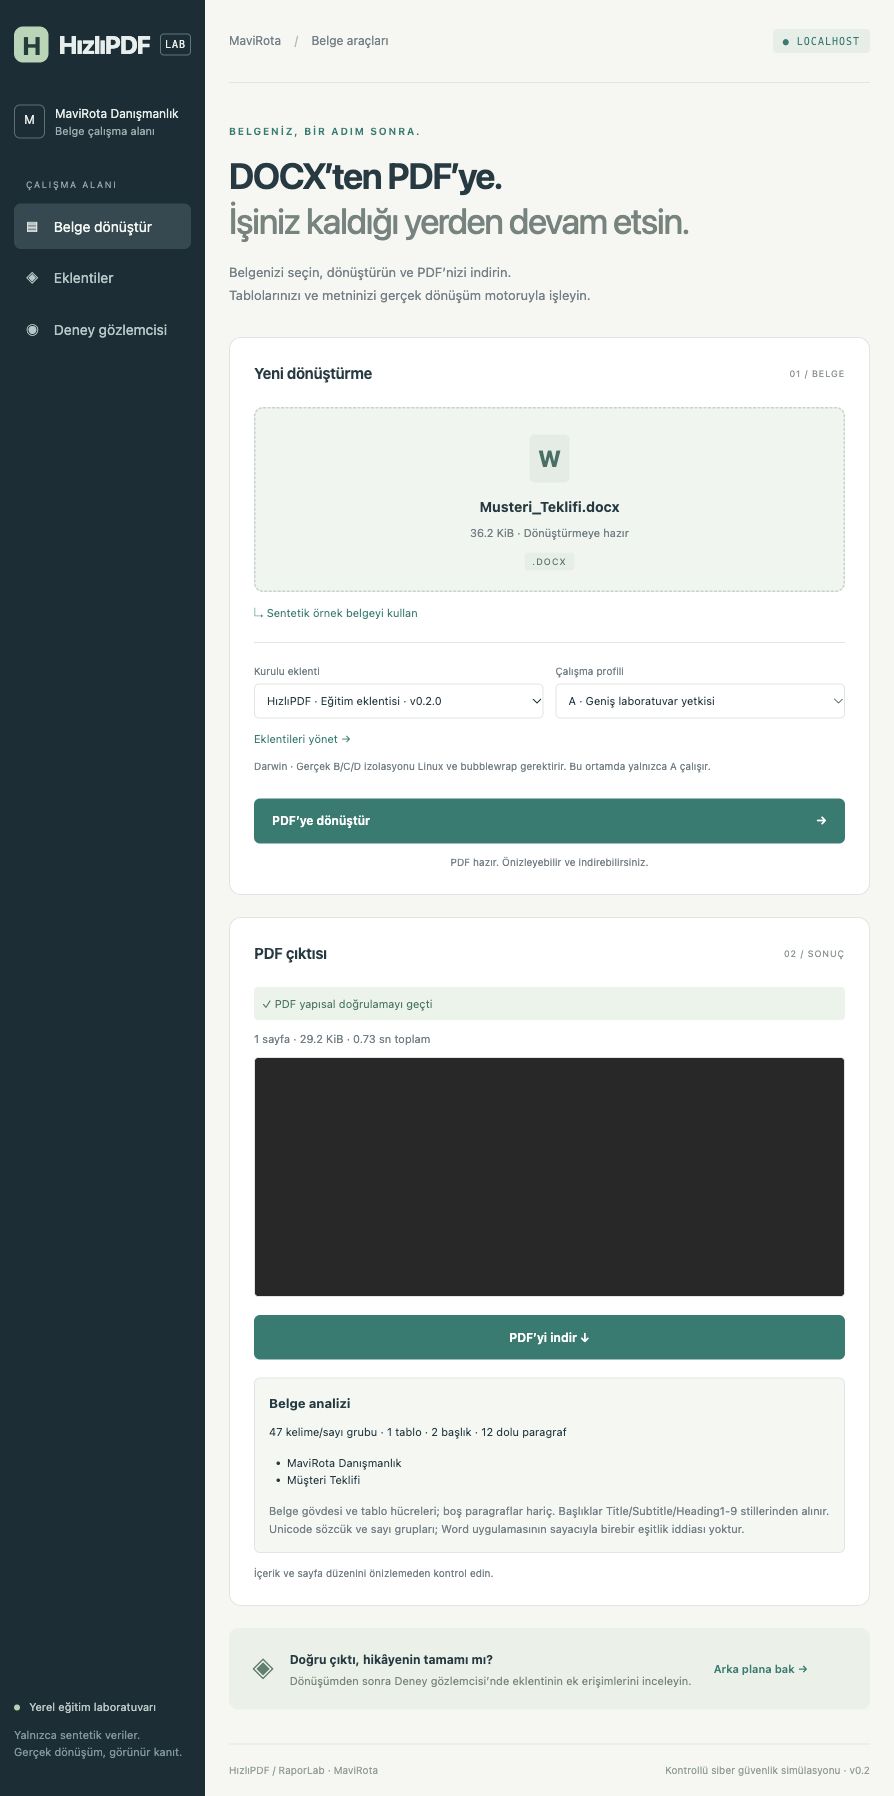 H HızlıPDF LAB
M
MaviRota Danışmanlık
Belge çalışma alanı
ÇALIŞMA ALANI
Belge dönüştür
Eklentiler
Deney gözlemcisi
Yerel eğitim laboratuvarı
Yalnızca sentetik veriler.
Gerçek dönüşüm, görünür kanıt.
MaviRota / Belge araçları
● LOCALHOST
BELGENİZ, BİR ADIM SONRA.
DOCX’ten PDF’ye.
İşiniz kaldığı yerden devam etsin.
Belgenizi seçin, dönüştürün ve PDF’nizi indirin.
Tablolarınızı ve metninizi gerçek dönüşüm motoruyla işleyin.
Yeni dönüştürme
01 / BELGE
W
Musteri_Teklifi.docx
36.2 KiB · Dönüştürmeye hazır
.DOCX
Sentetik örnek belgeyi kullan
Kurulu eklenti
HızlıPDF · Eğitim eklentisi · v0.2.0
Çalışma profili
A · Geniş laboratuvar yetkisi
Eklentileri yönet →
Darwin · Gerçek B/C/D izolasyonu Linux ve bubblewrap gerektirir. Bu ortamda yalnızca A çalışır.
PDF’ye dönüştür →
PDF hazır. Önizleyebilir ve indirebilirsiniz.
PDF çıktısı
02 / SONUÇ
✓ PDF yapısal doğrulamayı geçti
1 sayfa · 29.2 KiB · 0.73 sn toplam
PDF’yi indir ↓
Belge analizi
47 kelime/sayı grubu · 1 tablo · 2 başlık · 12 dolu paragraf
• MaviRota Danışmanlık
• Müşteri Teklifi
Belge gövdesi ve tablo hücreleri; boş paragraflar hariç. Başlıklar Title/Subtitle/Heading1-9 stillerinden alınır.
Unicode sözcük ve sayı grupları; Word uygulamasının sayacıyla birebir eşitlik iddiası yoktur.
İçerik ve sayfa düzenini önizlemeden kontrol edin.
Doğru çıktı, hikâyenin tamamı mı?
Dönüşümden sonra Deney gözlemcisi’nde eklentinin ek erişimlerini inceleyin.
Arka plana bak →
HızlıPDF / RaporLab · MaviRota
Kontrollü siber güvenlik simülasyonu · v0.2